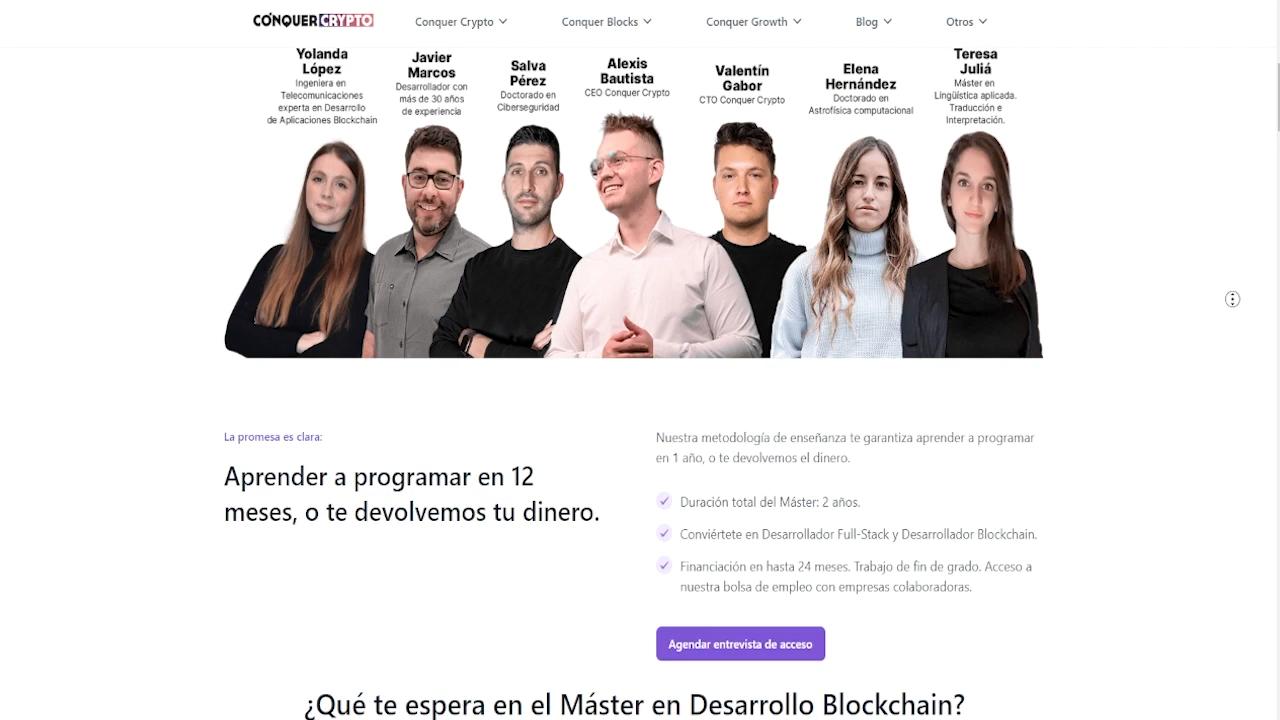 CONQUER CRYPTO
Conquer Crypto
Conquer Blocks
Conquer Growth
Blog
Otros
Yolanda
López
Ingeniera en
Telecomunicaciones
experta en Desarrollo
de Aplicaciones Blockchain
Javier
Marcos
Desarrollador con
más de 30 años
de experiencia
Salva
Pérez
Doctorado en
Ciberseguridad
Alexis
Bautista
CEO Conquer Crypto
Valentín
Gabor
CTO Conquer Crypto
Elena
Hernández
Doctorado en
Astrofísica computacional
Teresa
Juliá
Máster en
Lingüística aplicada.
Traducción e
Interpretación.
La promesa es clara:
Aprender a programar en 12
meses, o te devolvemos tu dinero.
Nuestra metodología de enseñanza te garantiza aprender a programar
en 1 año, o te devolvemos el dinero.
Duración total del Máster: 2 años.
Conviértete en Desarrollador Full-Stack y Desarrollador Blockchain.
Financiación en hasta 24 meses. Trabajo de fin de grado. Acceso a
nuestra bolsa de empleo con empresas colaboradoras.
Agendar entrevista de acceso
¿Qué te espera en el Máster en Desarrollo Blockchain?